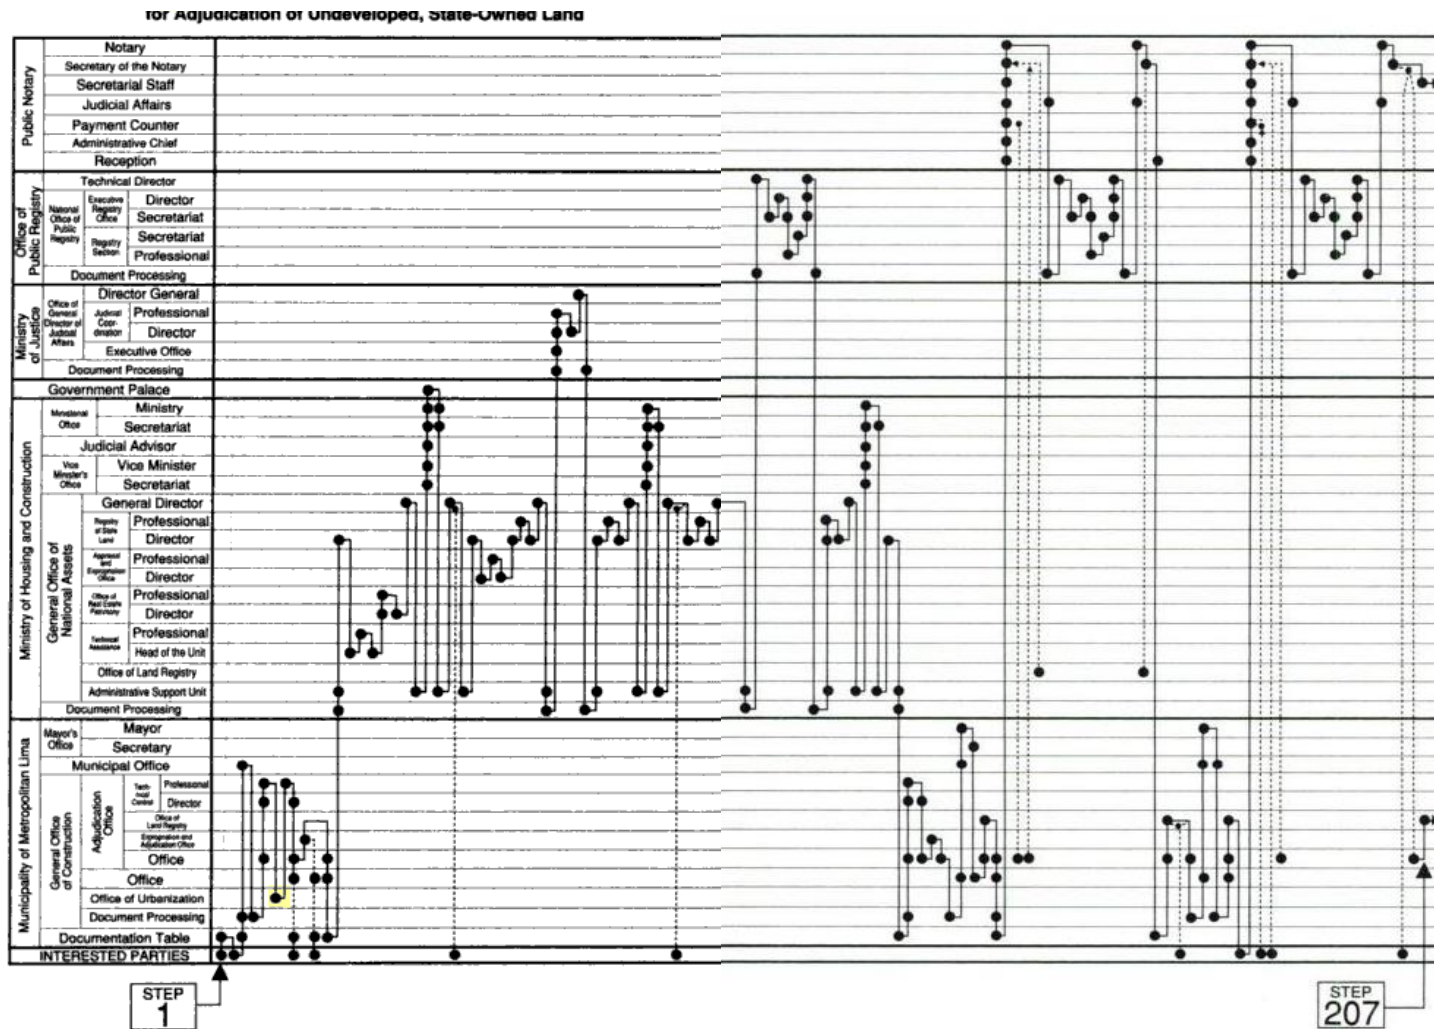 for Adjudication of Undeveloped, State-Owned Land
Public Notary
Notary
Secretary of the Notary
Secretarial Staff
Judicial Affairs
Payment Counter
Administrative Chief
Reception
Office of
Public Registry
Technical Director
National
Office of
Public
Registry
Executive
Registry
Office
Director
Secretariat
Registry
Section
Secretariat
Professional
Document Processing
Ministry
of Justice
Office of
General
Director of
Judicial
Affairs
Director General
Judicial
Coor-
dination
Professional
Director
Executive Office
Document Processing
Government Palace
Ministry of Housing and Construction
Ministerial
Office
Ministry
Secretariat
Judicial Advisor
Vice
Minister's
Office
Vice Minister
Secretariat
General Office of
National Assets
General Director
Registry
of State
Land
Professional
Director
Appraisal
and
Expropriation
Office
Professional
Director
Office of
Real Estate
Patrimony
Professional
Director
Technical
Assistance
Professional
Head of the Unit
Office of Land Registry
Administrative Support Unit
Document Processing
Municipality of Metropolitan Lima
Mayor's
Office
Mayor
Secretary
Municipal Office
General Office
of Construction
Adjudication
Office
Tech-
nical
Control
Professional
Director
Office of
Land Registry
Expropriation and
Adjudication Office
Office
Office
Office of Urbanization
Document Processing
Documentation Table
INTERESTED PARTIES
STEP
1
STEP
207